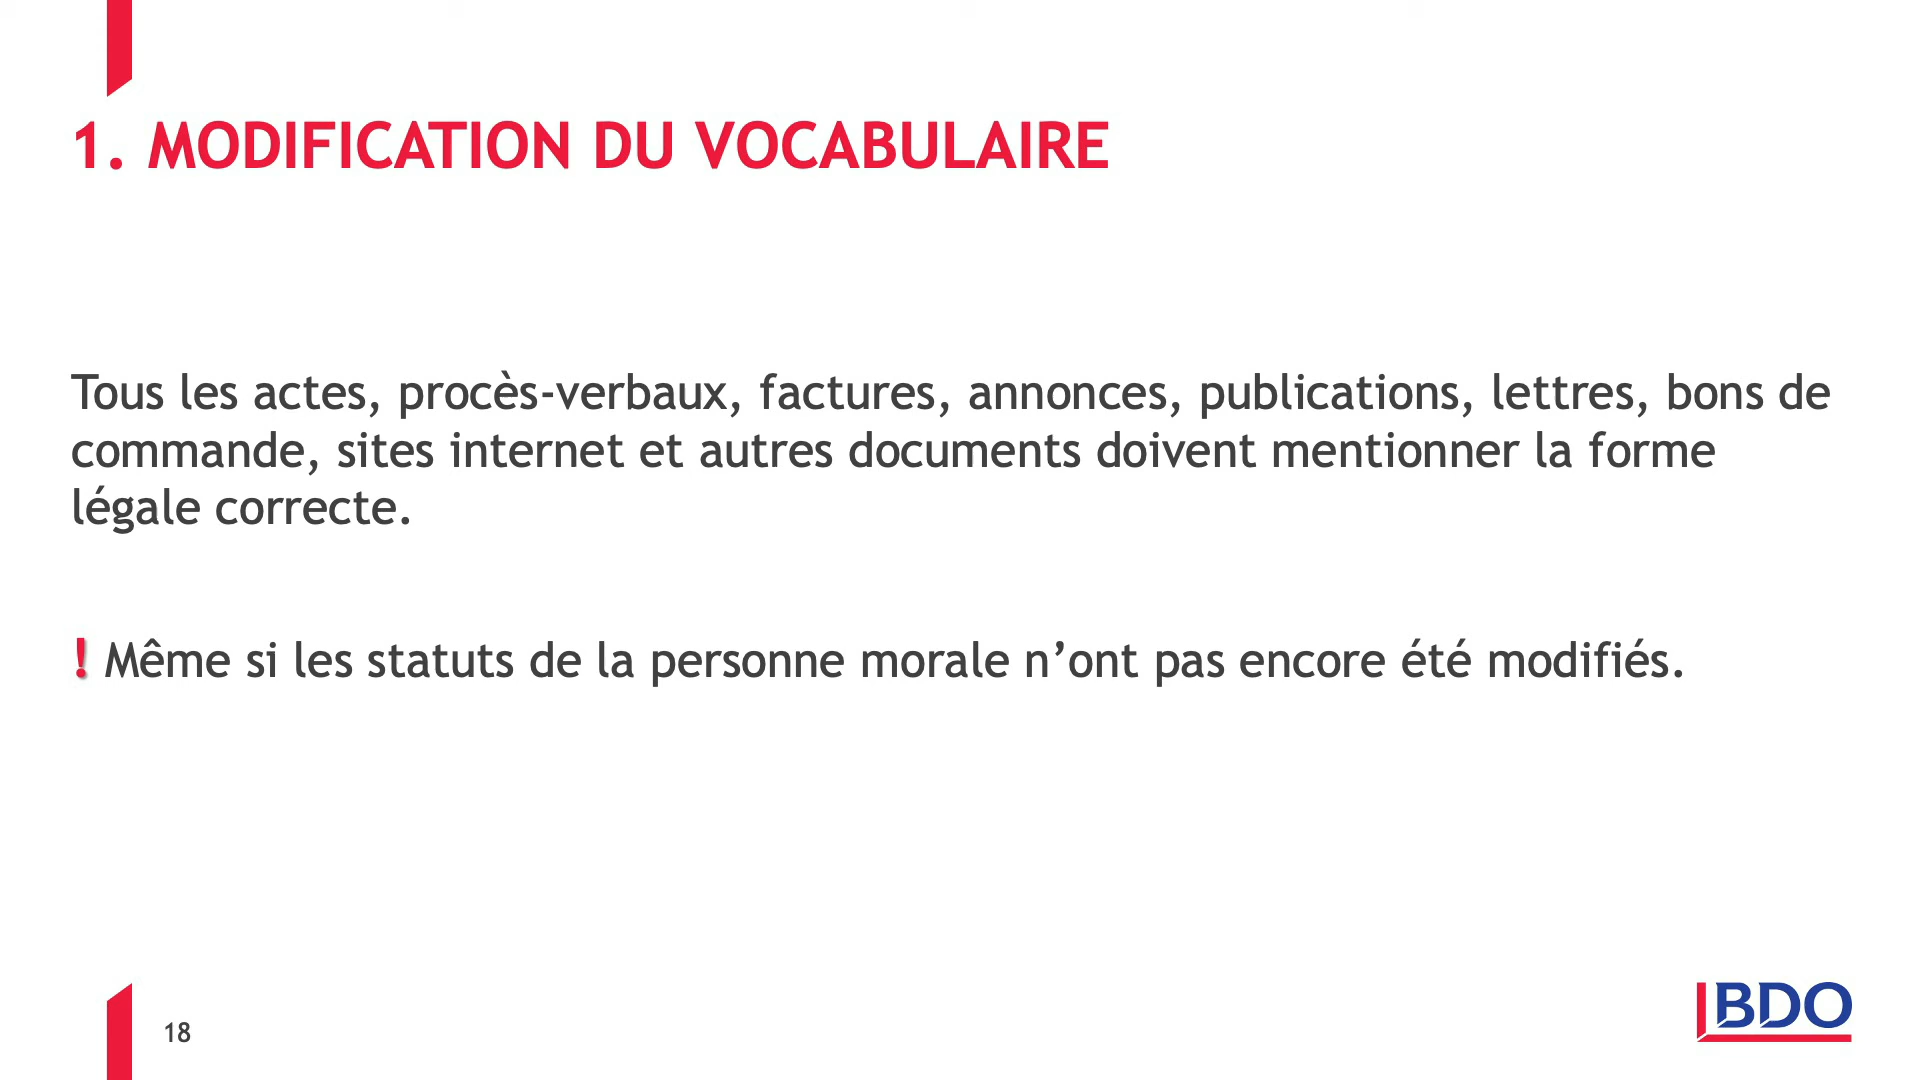 1. MODIFICATION DU VOCABULAIRE
Tous les actes, procès-verbaux, factures, annonces, publications, lettres, bons de
commande, sites internet et autres documents doivent mentionner la forme
légale correcte.
! Même si les statuts de la personne morale n’ont pas encore été modifiés.
18
BDO